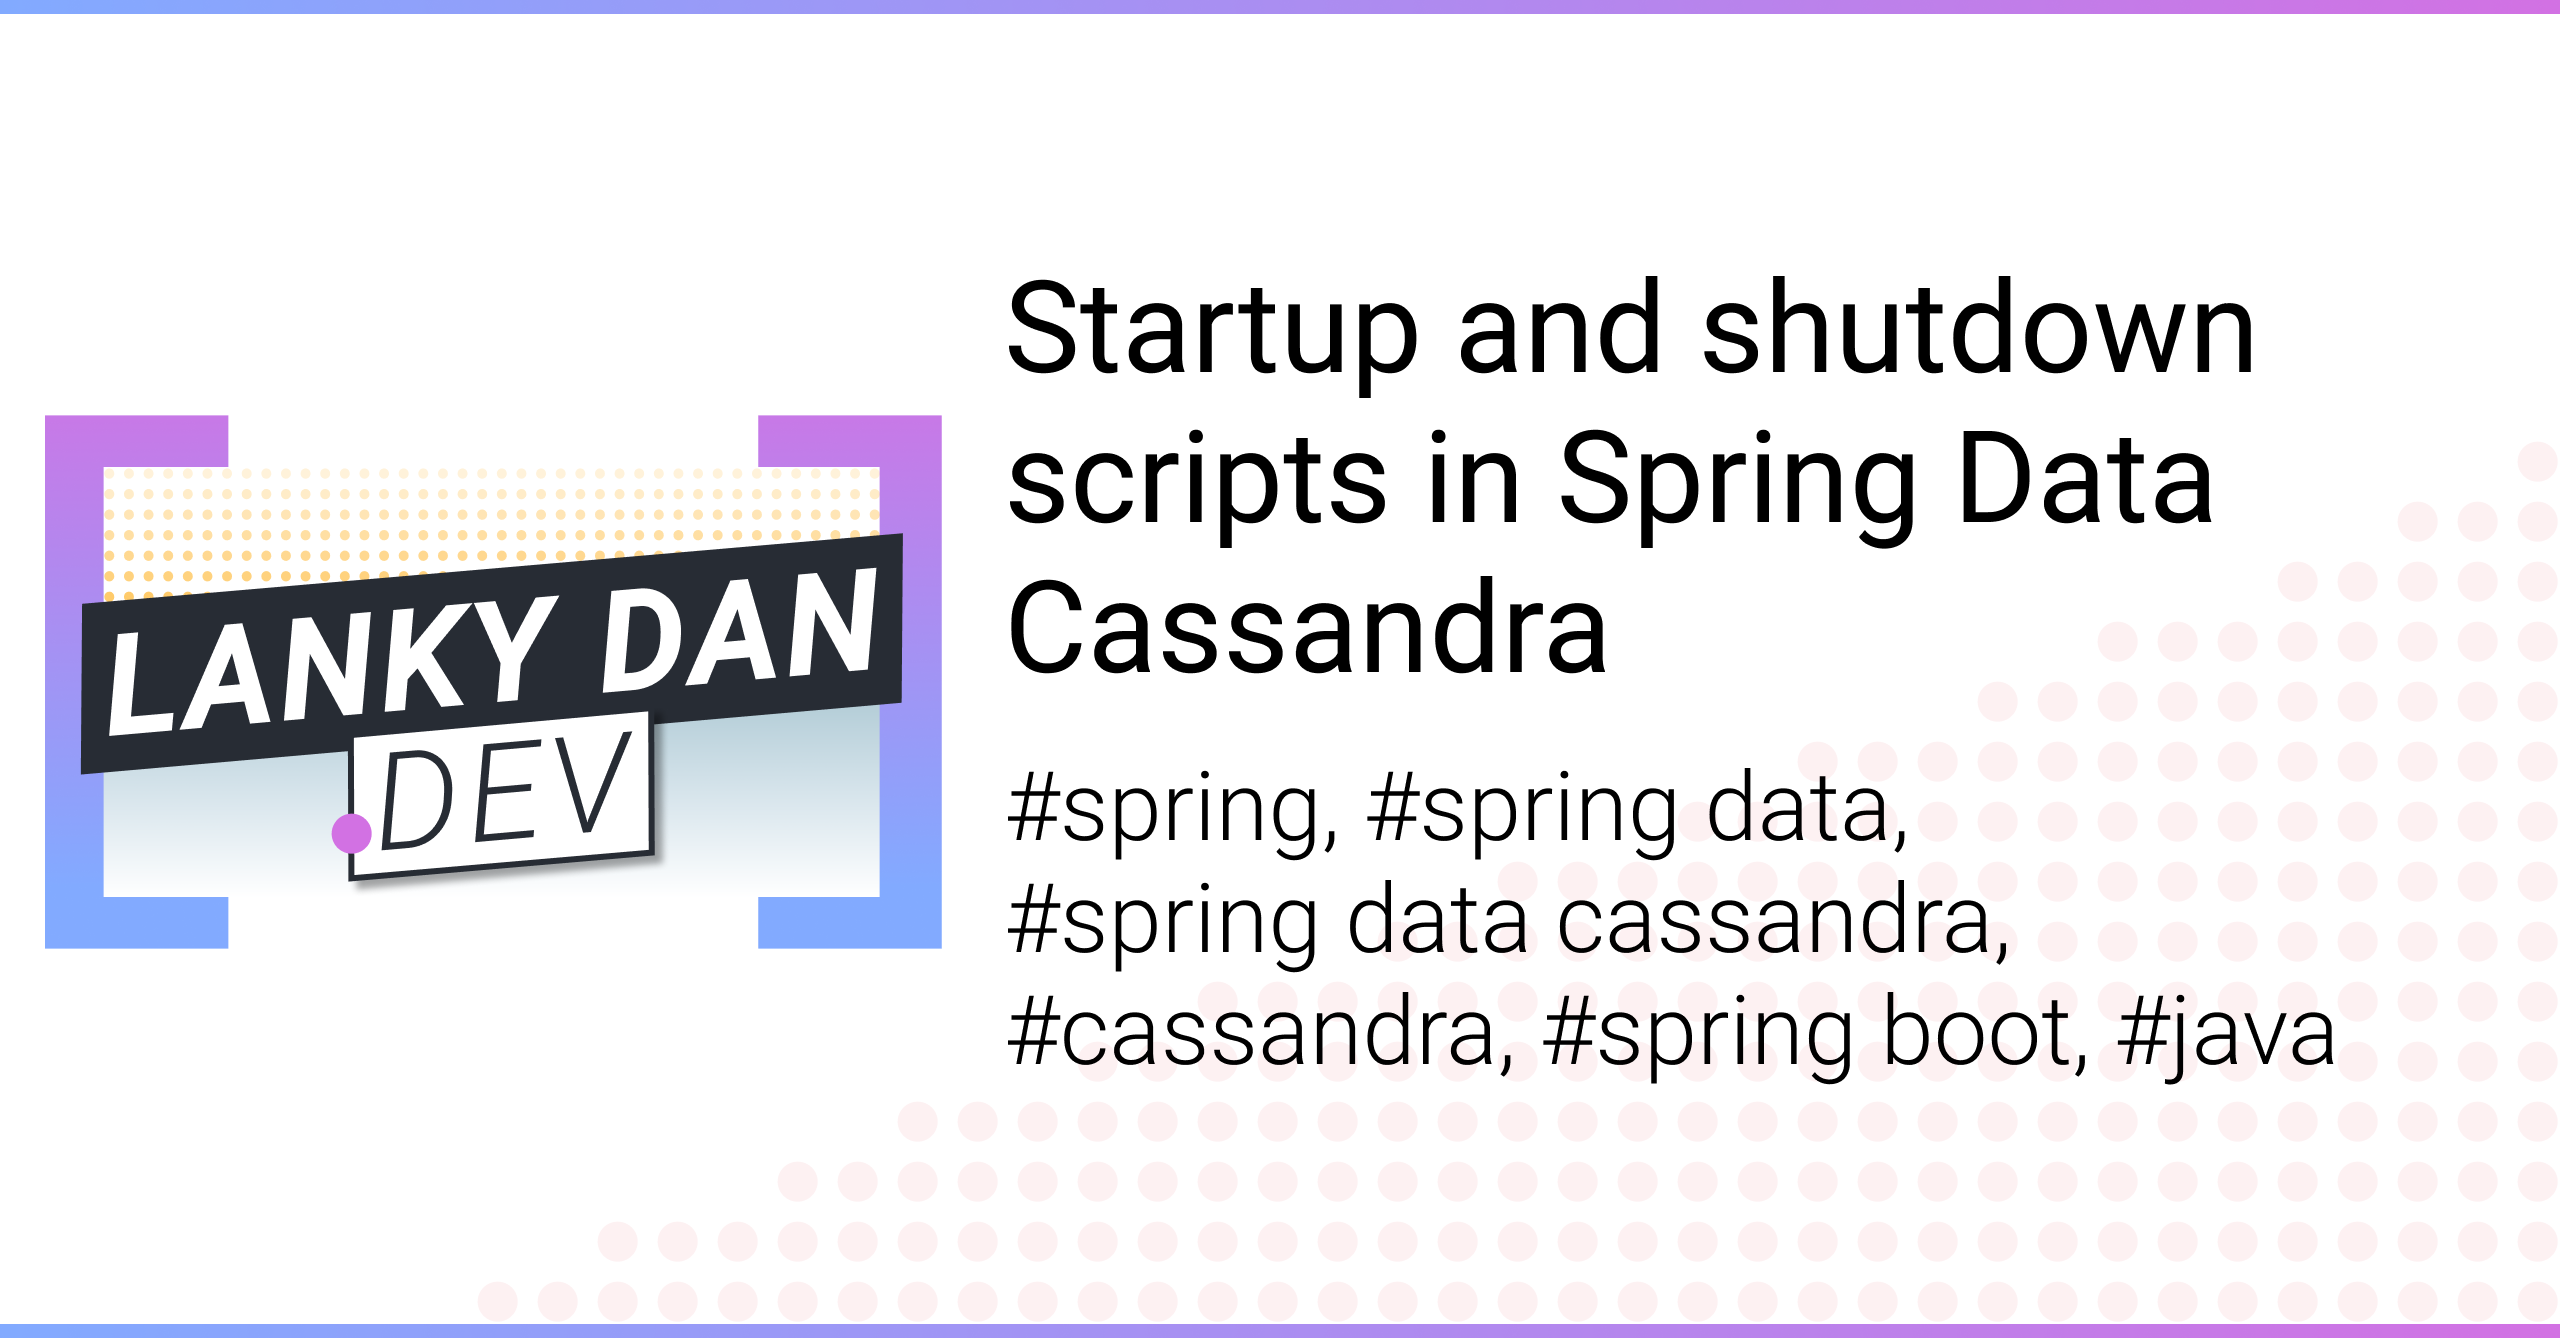 LANKY DAN
DEV
Startup and shutdown
scripts in Spring Data
Cassandra
#spring, #spring data,
#spring data cassandra,
#cassandra, #spring boot, #java